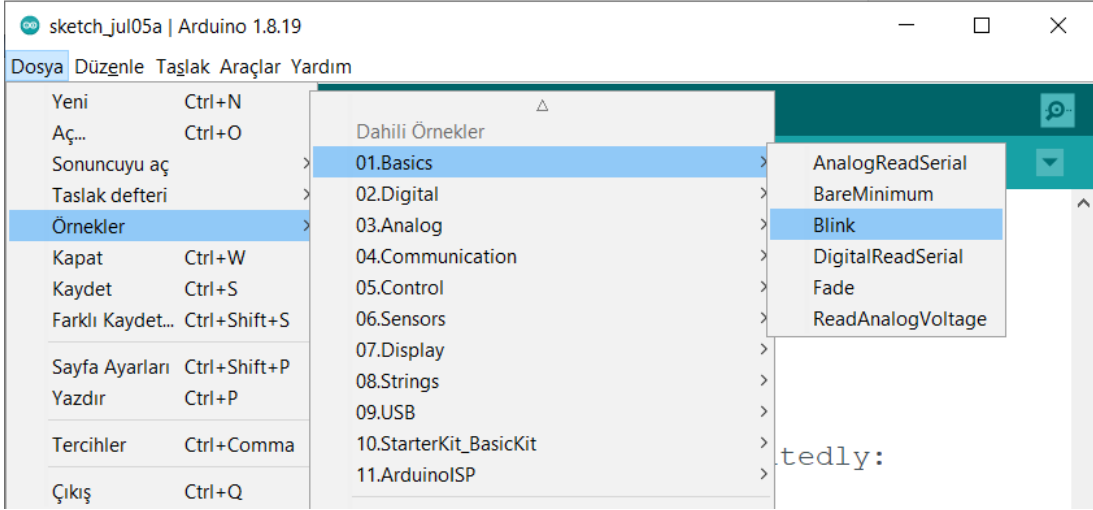 sketch_jul05a | Arduino 1.8.19
Dosya Düzenle Taslak Araçlar Yardım
Yeni Ctrl+N
Aç... Ctrl+O
Sonuncuyu aç
Taslak defteri
Örnekler
Kapat Ctrl+W
Kaydet Ctrl+S
Farklı Kaydet... Ctrl+Shift+S
Sayfa Ayarları Ctrl+Shift+P
Yazdır Ctrl+P
Tercihler Ctrl+Comma
Çıkış Ctrl+Q
Dahili Örnekler
01.Basics
02.Digital
03.Analog
04.Communication
05.Control
06.Sensors
07.Display
08.Strings
09.USB
10.StarterKit_BasicKit
11.ArduinoISP
AnalogReadSerial
BareMinimum
Blink
DigitalReadSerial
Fade
ReadAnalogVoltage
tedly: